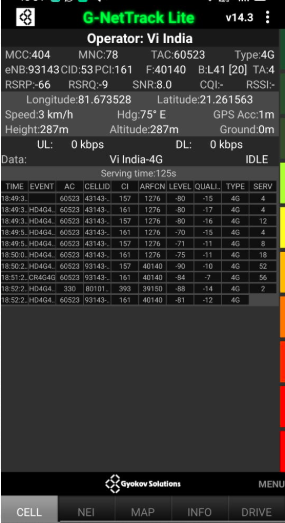 G-NetTrack Lite v14.3
Operator: Vi India
MCC:404 MNC:78 TAC:60523 Type:4G
eNB:93143 CID:53 PCI:161 F:40140 B:L41 [20] TA:4
RSRP:-66 RSRQ:-9 SNR:8.0 CQI:- RSSI:-
Longitude:81.673528 Latitude:21.261563
Speed:3 km/h Hdg:75° E GPS Acc:1m
Height:287m Altitude:287m Ground:0m
UL: 0 kbps DL: 0 kbps
Data: Vi India-4G IDLE
Serving time:125s
TIME EVENT AC CELLID CI ARFCN LEVEL QUALI.. TYPE SERV
18:49:3.. 60523 43143-.. 157 1276 -80 -15 4G 4
18:49:3.. HD4G4.. 60523 43143-.. 161 1276 -80 -17 4G 4
18:49:3.. HD4G4.. 60523 43143-.. 157 1276 -80 -16 4G 12
18:49:5.. HD4G4.. 60523 43143-.. 161 1276 -70 -15 4G 4
18:49:5.. HD4G4.. 60523 43143-.. 157 1276 -71 -11 4G 8
18:50:0.. HD4G4.. 60523 43143-.. 161 1276 -75 -11 4G 18
18:50:2.. HD4G4.. 60523 93143-.. 157 40140 -90 -10 4G 52
18:51:2.. CR4G4G 60523 93143-.. 161 40140 -84 -7 4G 56
18:52:2.. HD4G4.. 330 80101.. 393 39150 -88 -14 4G 2
18:52:2.. HD4G4.. 60523 93143-.. 161 40140 -81 -12 4G
Gyokov Solutions MENU
CELL NEI MAP INFO DRIVE